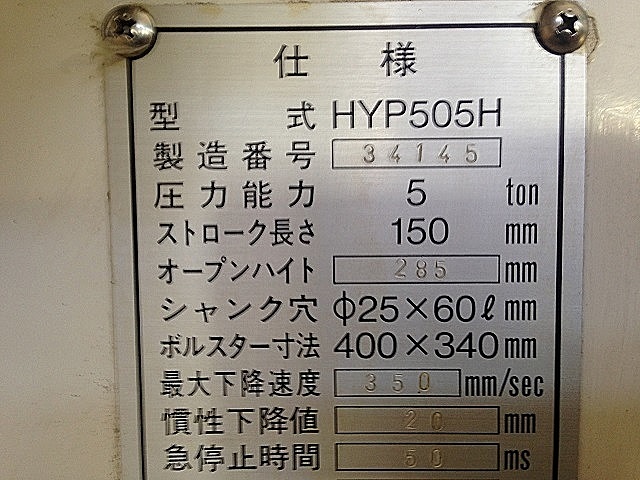 仕 様
型 式 HYP505H
製造番号 34145
圧力能力 5 ton
ストローク長さ 150 mm
オープンハイト 285 mm
シャンク穴 φ25×60ℓ mm
ボルスター寸法 400×340 mm
最大下降速度 350 mm/sec
慣性下降値 20 mm
急停止時間 50 ms